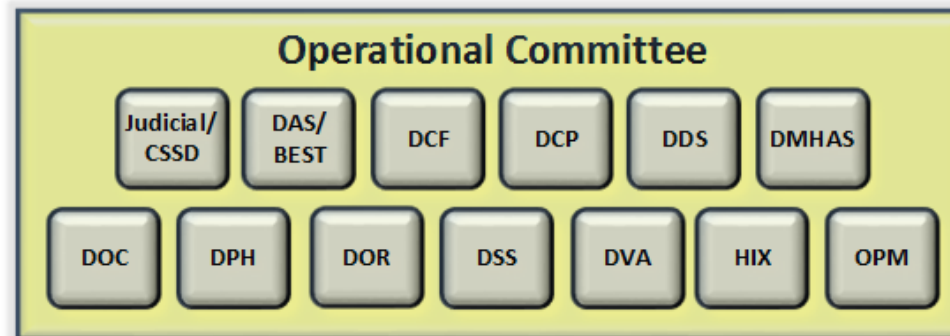 Operational Committee
Judicial/
CSSD
DAS/
BEST
DCF
DCP
DDS
DMHAS
DOC
DPH
DOR
DSS
DVA
HIX
OPM